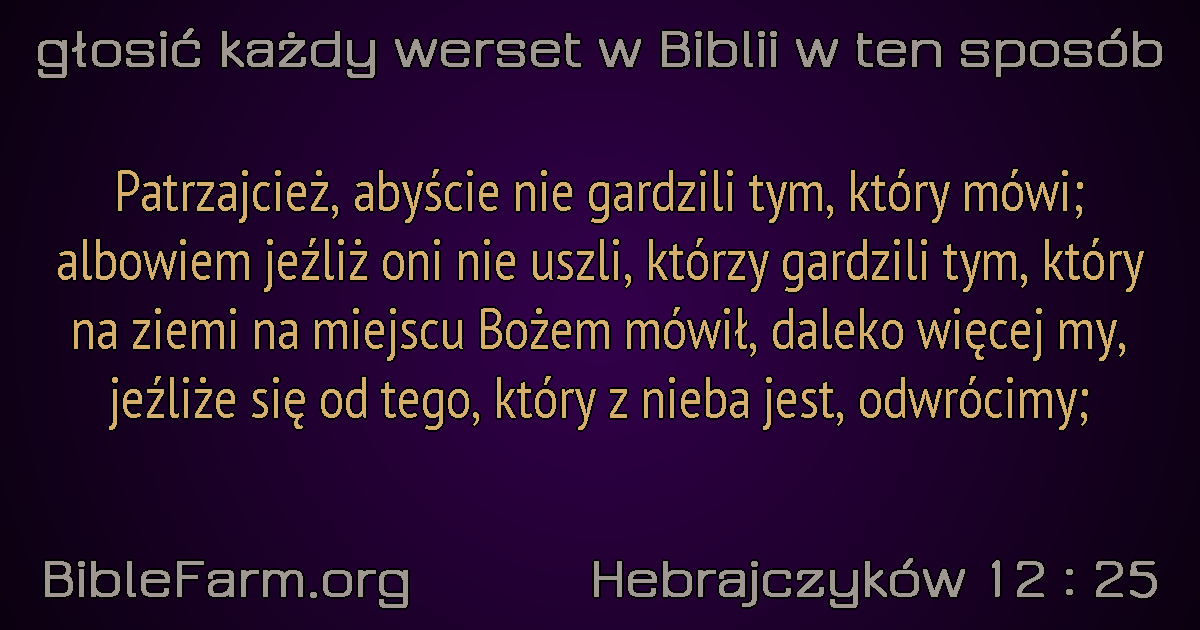 głosić każdy werset w Biblii w ten sposób
Patrzajcież, abyście nie gardzili tym, który mówi;
albowiem jeźliż oni nie uszli, którzy gardzili tym, który
na ziemi na miejscu Bożem mówił, daleko więcej my,
jeźliże się od tego, który z nieba jest, odwrócimy;
BibleFarm.org
Hebrajczyków 12 : 25